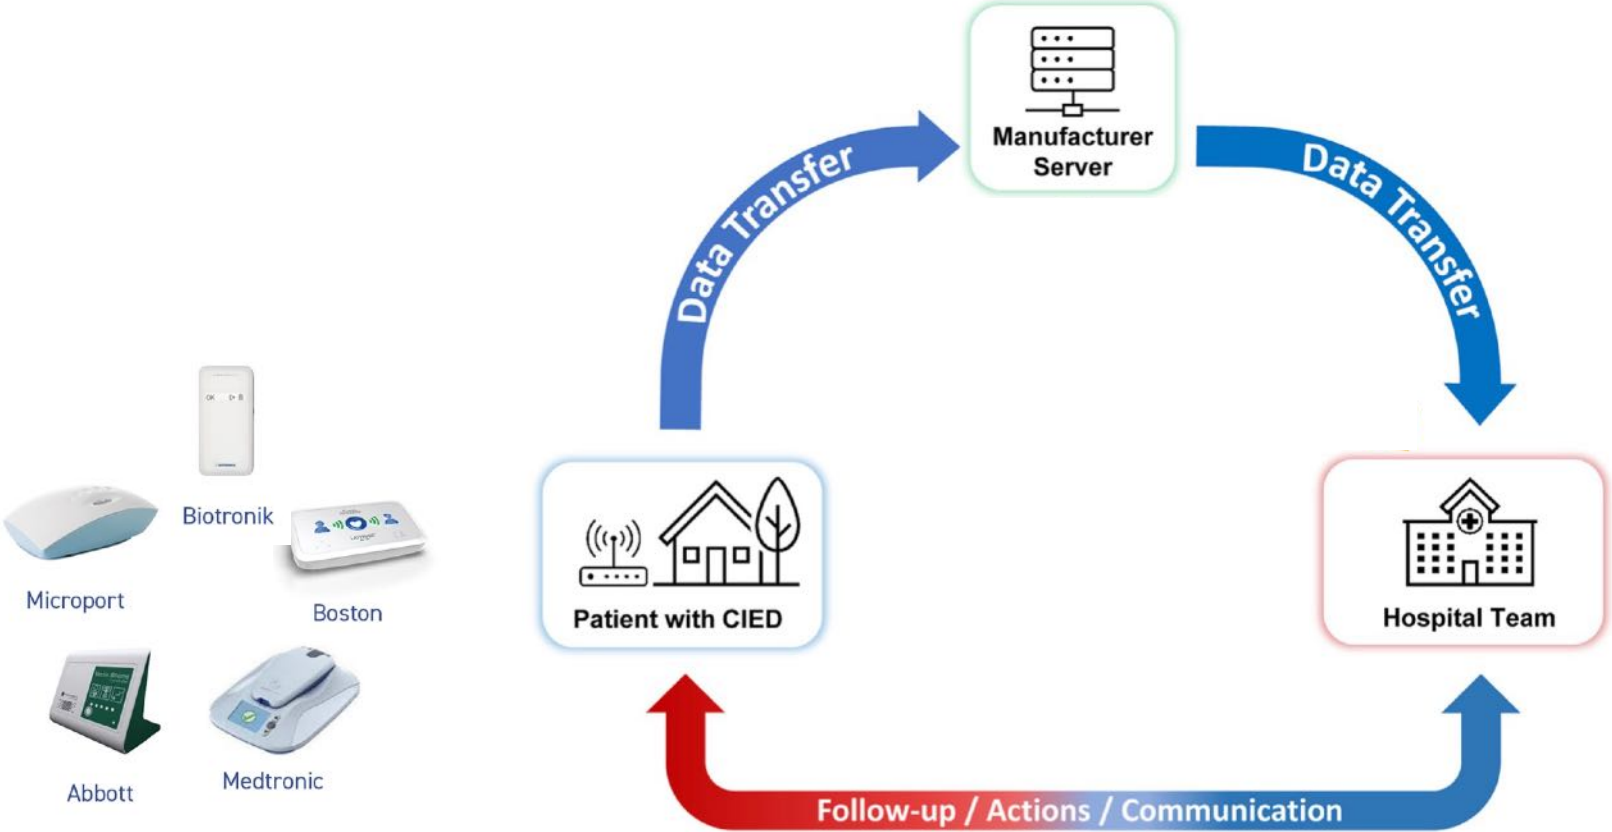 Manufacturer
Server
Data Transfer
Data Transfer
OK
Biotronik
Microport
Boston
Patient with CIED
Hospital Team
Abbott
Medtronic
Follow-up / Actions / Communication